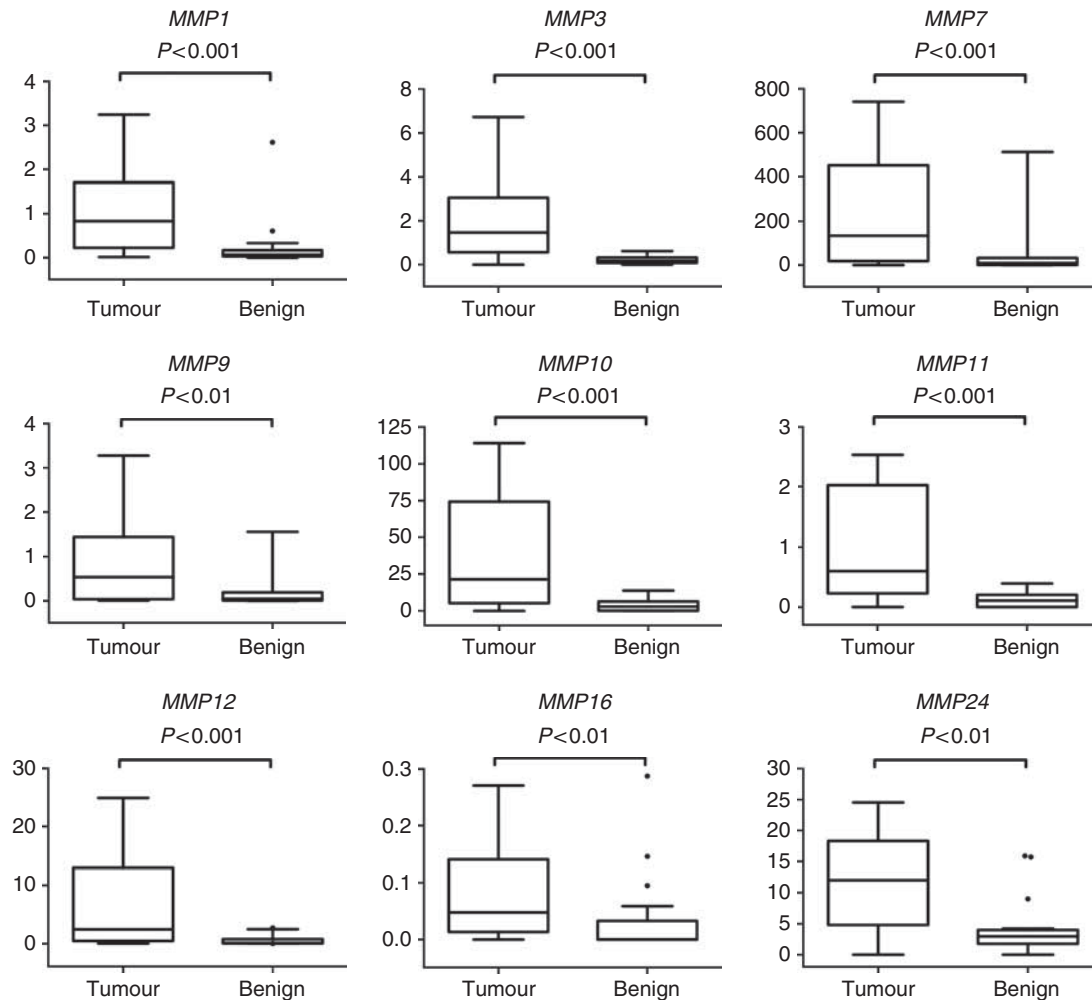 MMP1
P<0.001
4
3
2
1
0
Tumour Benign
MMP3
P<0.001
8
6
4
2
0
Tumour Benign
MMP7
P<0.001
800
600
400
200
0
Tumour Benign
MMP9
P<0.01
4
3
2
1
0
Tumour Benign
MMP10
P<0.001
125
100
75
50
25
0
Tumour Benign
MMP11
P<0.001
3
2
1
0
Tumour Benign
MMP12
P<0.001
30
20
10
0
Tumour Benign
MMP16
P<0.01
0.3
0.2
0.1
0.0
Tumour Benign
MMP24
P<0.01
30
25
20
15
10
5
0
Tumour Benign